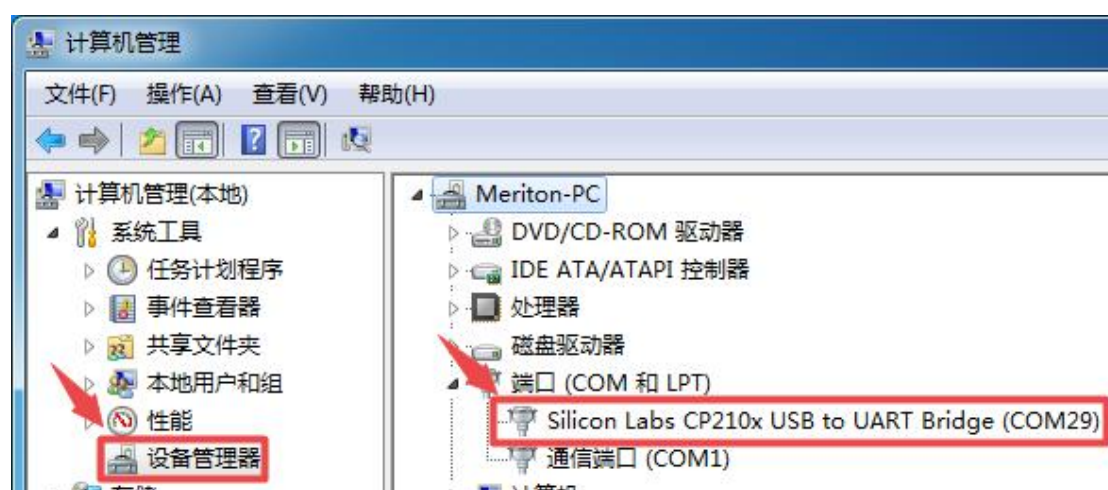 计算机管理
文件(F) 操作(A) 查看(V) 帮助(H)
计算机管理(本地)
系统工具
任务计划程序
事件查看器
共享文件夹
本地用户和组
性能
设备管理器
Meriton-PC
DVD/CD-ROM 驱动器
IDE ATA/ATAPI 控制器
处理器
磁盘驱动器
端口 (COM 和 LPT)
Silicon Labs CP210x USB to UART Bridge (COM29)
通信端口 (COM1)